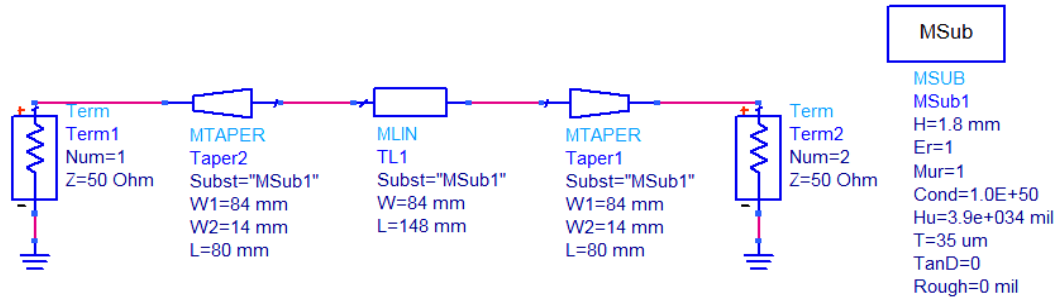 MSub
MSUB
MSub1
H=1.8 mm
Er=1
Mur=1
Cond=1.0E+50
Hu=3.9e+034 mil
T=35 um
TanD=0
Rough=0 mil
+
Term
Term1
Num=1
Z=50 Ohm
-
MTAPER
Taper2
Subst="MSub1"
W1=84 mm
W2=14 mm
L=80 mm
MLIN
TL1
Subst="MSub1"
W=84 mm
L=148 mm
MTAPER
Taper1
Subst="MSub1"
W1=84 mm
W2=14 mm
L=80 mm
+
Term
Term2
Num=2
Z=50 Ohm
-